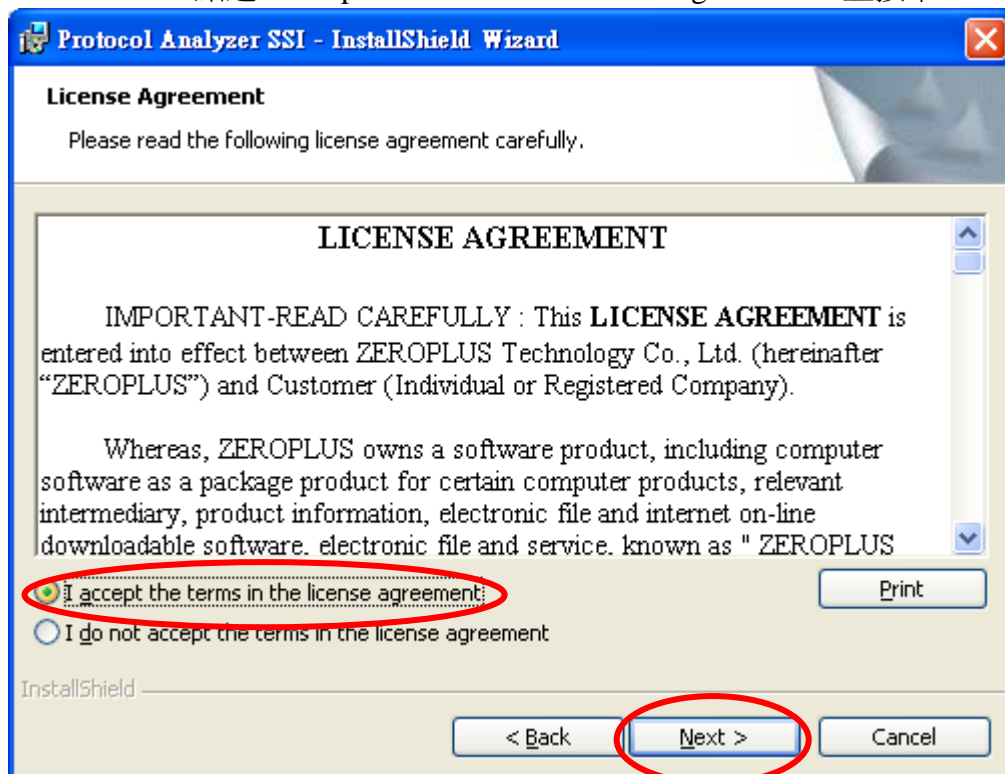 Protocol Analyzer SSI - InstallShield Wizard
License Agreement
Please read the following license agreement carefully.
LICENSE AGREEMENT
IMPORTANT-READ CAREFULLY : This LICENSE AGREEMENT is
entered into effect between ZEROPLUS Technology Co., Ltd. (hereinafter
“ZEROPLUS”) and Customer (Individual or Registered Company).
Whereas, ZEROPLUS owns a software product, including computer
software as a package product for certain computer products, relevant
intermediary, product information, electronic file and internet on-line
downloadable software, electronic file and service, known as " ZEROPLUS
I accept the terms in the license agreement
Print
I do not accept the terms in the license agreement
InstallShield
< Back
Next >
Cancel